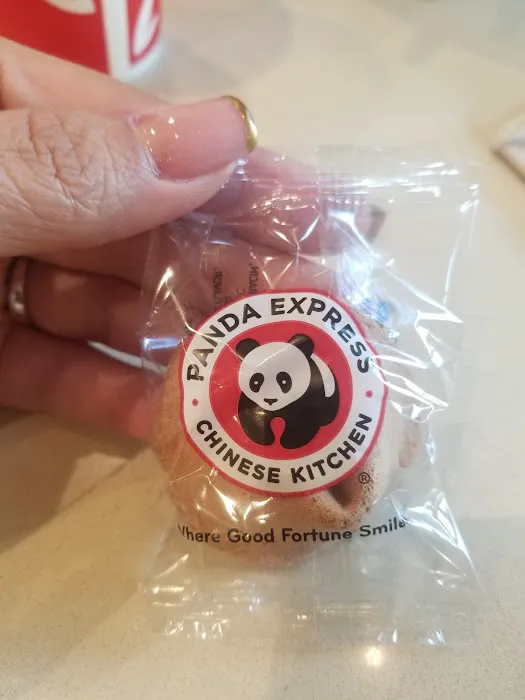 PANDA EXPRESS
CHINESE KITCHEN
®
Where Good Fortune Smile